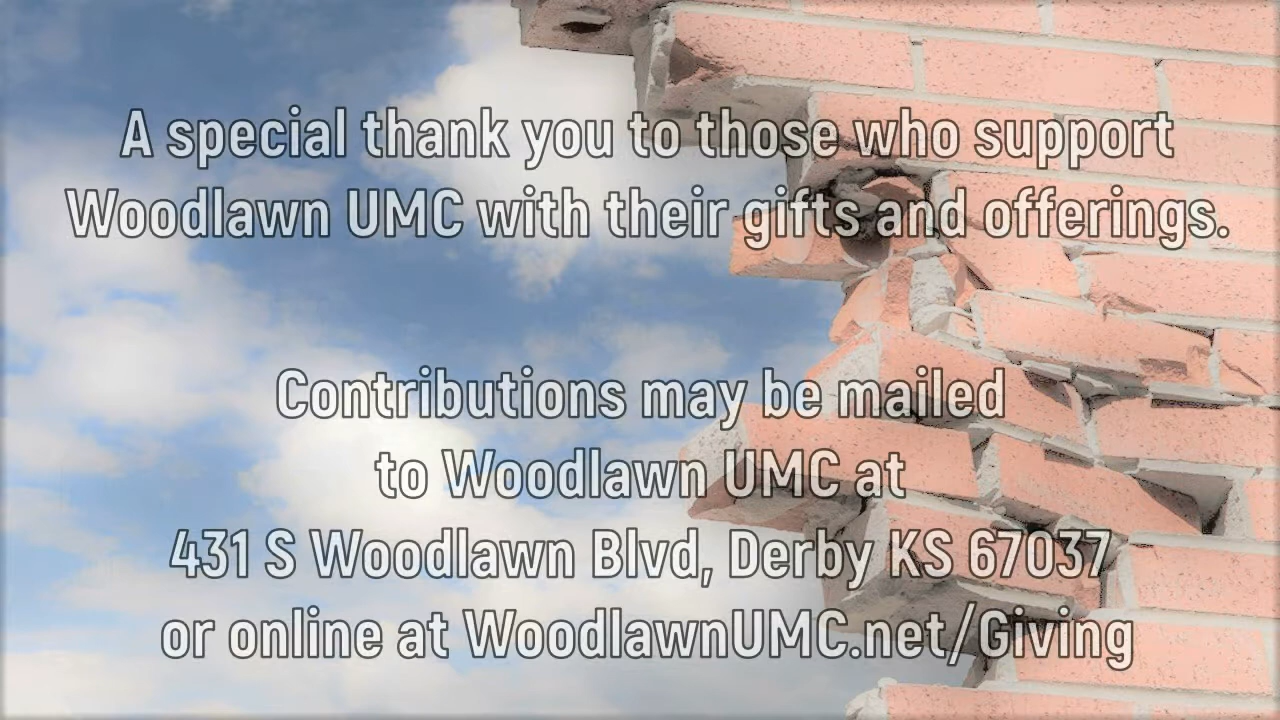 A special thank you to those who support
Woodlawn UMC with their gifts and offerings.
Contributions may be mailed
to Woodlawn UMC at
431 S Woodlawn Blvd, Derby KS 67037
or online at WoodlawnUMC.net/Giving